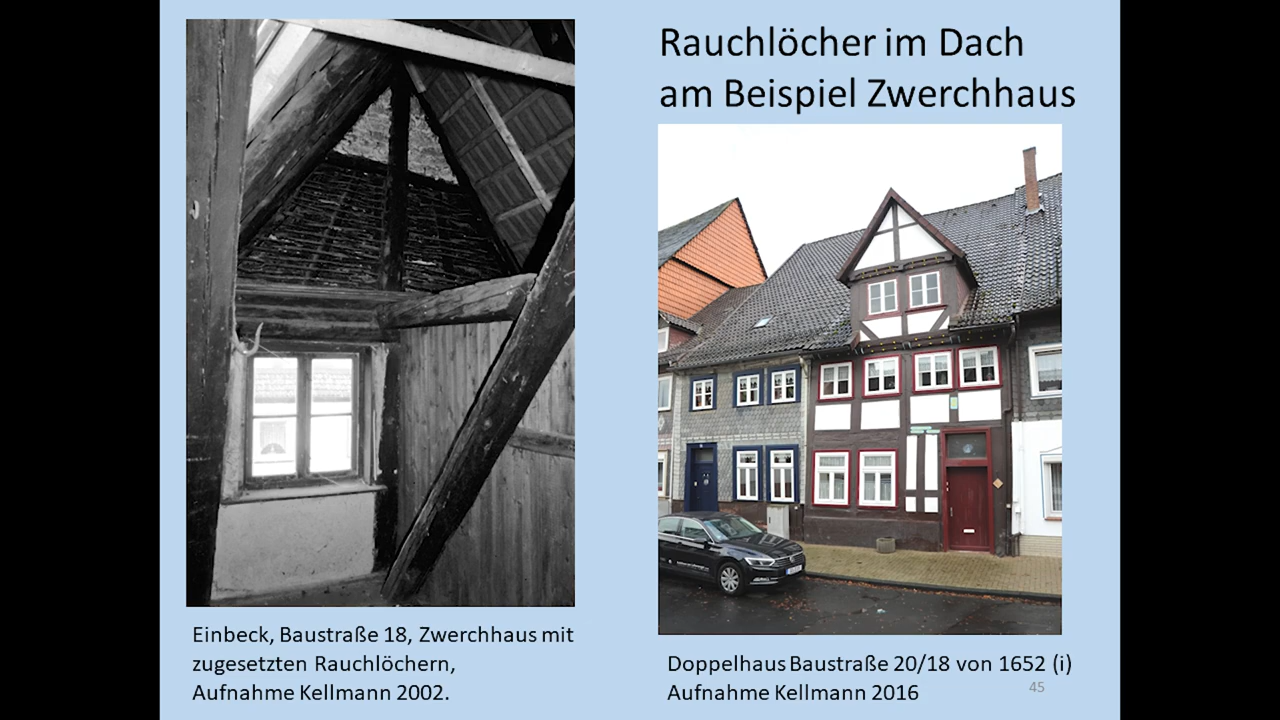 Rauchlöcher im Dach
am Beispiel Zwerchhaus
Einbeck, Baustraße 18, Zwerchhaus mit
zugesetzten Rauchlöchern,
Aufnahme Kellmann 2002.
Doppelhaus Baustraße 20/18 von 1652 (i)
Aufnahme Kellmann 2016
45